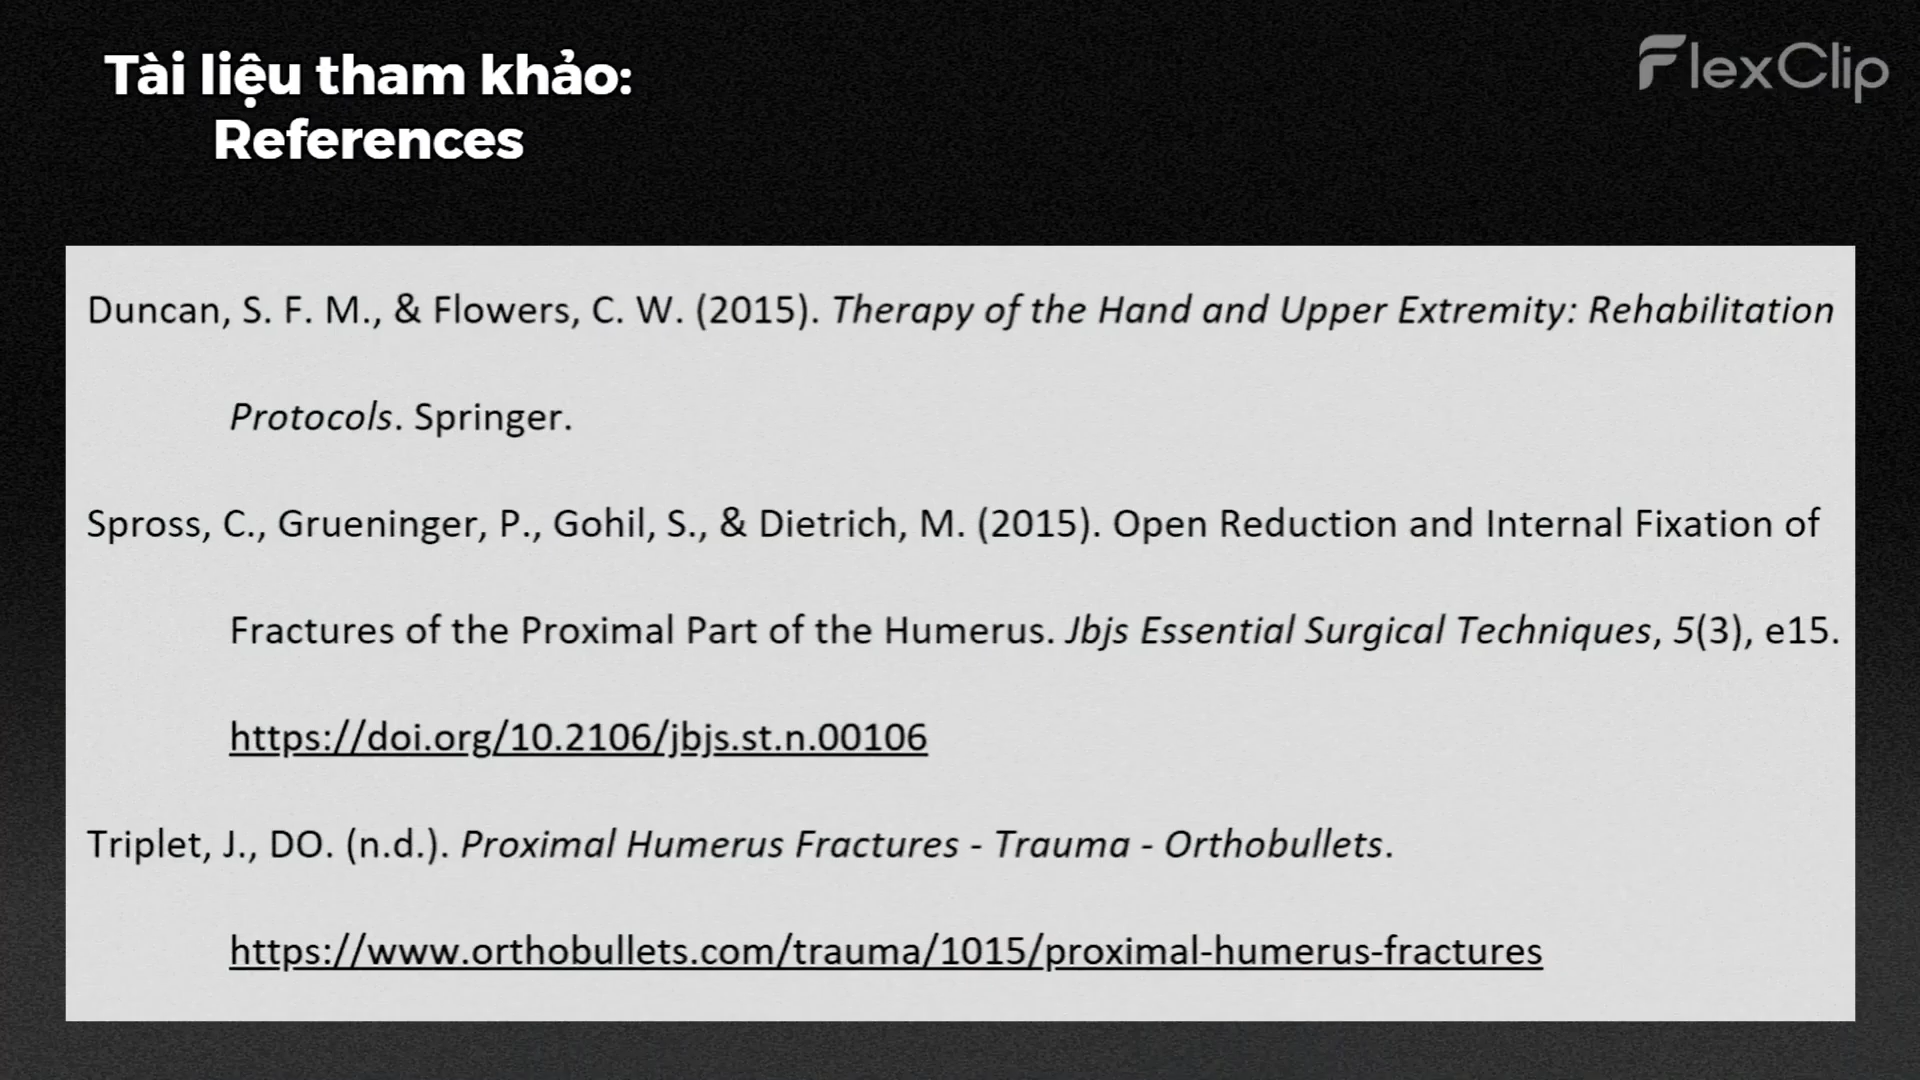 Tài liệu tham khảo:
References
FlexClip
Duncan, S. F. M., & Flowers, C. W. (2015). Therapy of the Hand and Upper Extremity: Rehabilitation
Protocols. Springer.
Spross, C., Grueninger, P., Gohil, S., & Dietrich, M. (2015). Open Reduction and Internal Fixation of
Fractures of the Proximal Part of the Humerus. Jbjs Essential Surgical Techniques, 5(3), e15.
https://doi.org/10.2106/jbjs.st.n.00106
Triplet, J., DO. (n.d.). Proximal Humerus Fractures - Trauma - Orthobullets.
https://www.orthobullets.com/trauma/1015/proximal-humerus-fractures